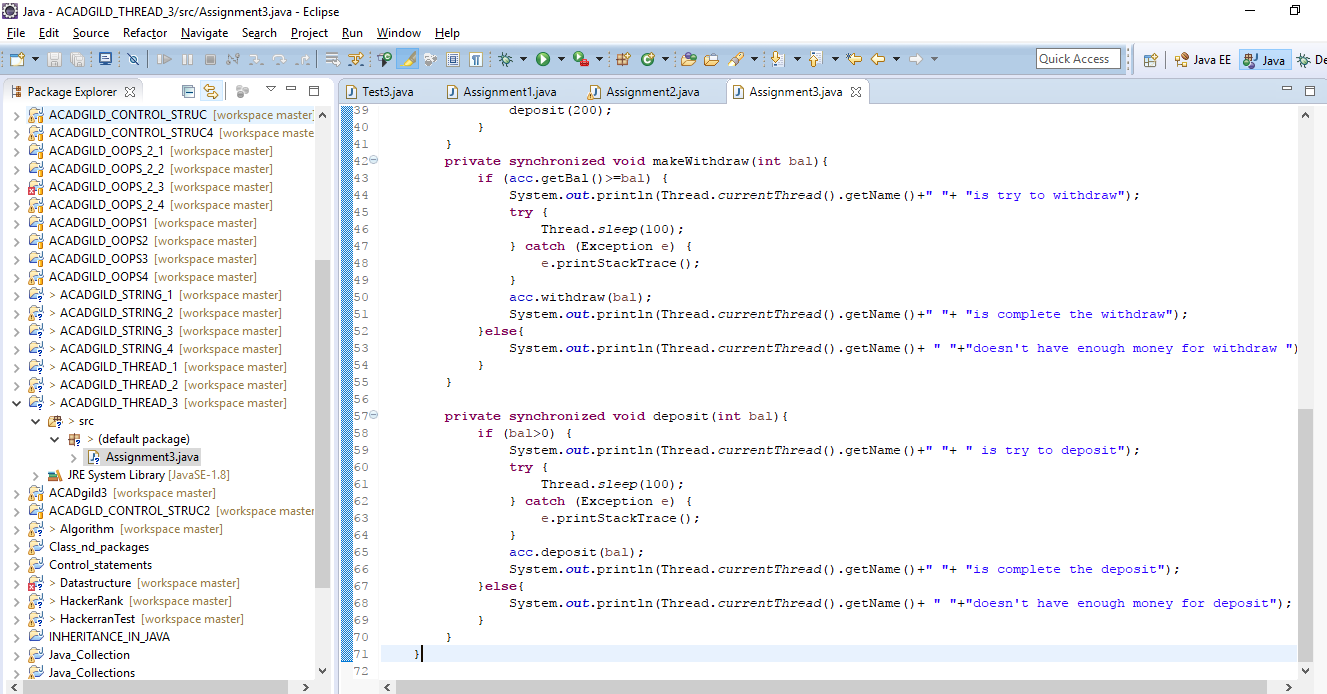 Java - ACADGILD_THREAD_3/src/Assignment3.java - Eclipse
File Edit Source Refactor Navigate Search Project Run Window Help
Quick Access Java EE Java De
Package Explorer
Test3.java Assignment1.java Assignment2.java Assignment3.java
ACADGILD_CONTROL_STRUC [workspace master]
ACADGILD_CONTROL_STRUC4 [workspace maste
ACADGILD_OOPS_2_1 [workspace master]
ACADGILD_OOPS_2_2 [workspace master]
ACADGILD_OOPS_2_3 [workspace master]
ACADGILD_OOPS_2_4 [workspace master]
ACADGILD_OOPS1 [workspace master]
ACADGILD_OOPS2 [workspace master]
ACADGILD_OOPS3 [workspace master]
ACADGILD_OOPS4 [workspace master]
> ACADGILD_STRING_1 [workspace master]
> ACADGILD_STRING_2 [workspace master]
> ACADGILD_STRING_3 [workspace master]
> ACADGILD_STRING_4 [workspace master]
> ACADGILD_THREAD_1 [workspace master]
> ACADGILD_THREAD_2 [workspace master]
> ACADGILD_THREAD_3 [workspace master]
> src
> (default package)
Assignment3.java
JRE System Library [JavaSE-1.8]
ACADgild3 [workspace master]
ACADGLD_CONTROL_STRUC2 [workspace master
> Algorithm [workspace master]
Class_nd_packages
Control_statements
> Datastructure [workspace master]
> HackerRank [workspace master]
> HackerranTest [workspace master]
INHERITANCE_IN_JAVA
Java_Collection
Java_Collections
39 deposit(200);
40 }
41 }
42 private synchronized void makeWithdraw(int bal){
43 if (acc.getBal()>=bal) {
44 System.out.println(Thread.currentThread().getName()+" "+ "is try to withdraw");
45 try {
46 Thread.sleep(100);
47 } catch (Exception e) {
48 e.printStackTrace();
49 }
50 acc.withdraw(bal);
51 System.out.println(Thread.currentThread().getName()+" "+ "is complete the withdraw");
52 }else{
53 System.out.println(Thread.currentThread().getName()+ " "+"doesn't have enough money for withdraw ")
54 }
55 }
56
57 private synchronized void deposit(int bal){
58 if (bal>0) {
59 System.out.println(Thread.currentThread().getName()+" "+ " is try to deposit");
60 try {
61 Thread.sleep(100);
62 } catch (Exception e) {
63 e.printStackTrace();
64 }
65 acc.deposit(bal);
66 System.out.println(Thread.currentThread().getName()+" "+ "is complete the deposit");
67 }else{
68 System.out.println(Thread.currentThread().getName()+ " "+"doesn't have enough money for deposit");
69 }
70 }
71 }
72